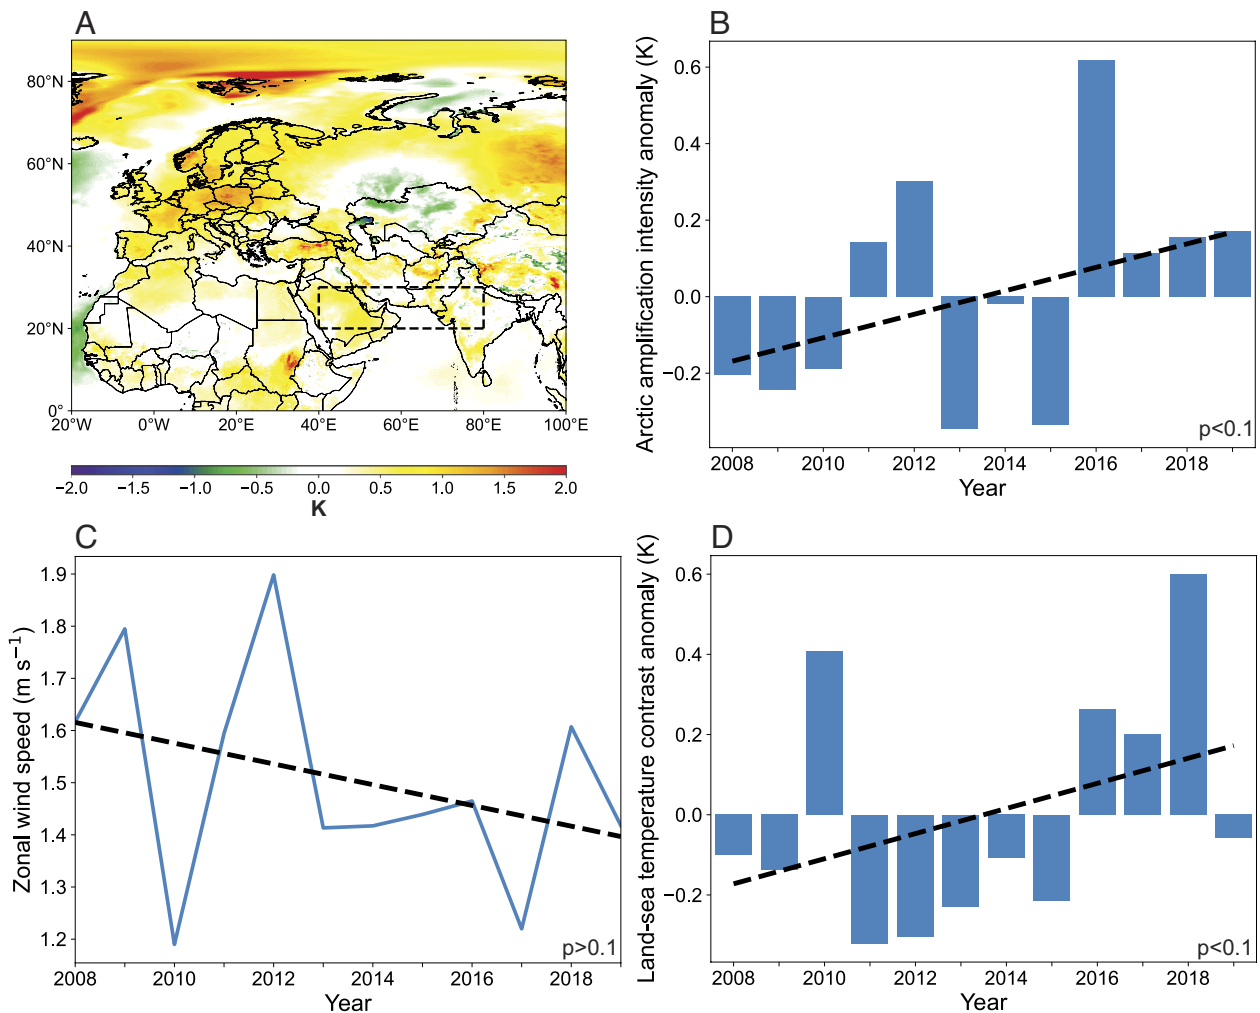 A
80°N
60°N
40°N
20°N
0°
20°W 0°W 20°E 40°E 60°E 80°E 100°E
−2.0 −1.5 −1.0 −0.5 0.0 0.5 1.0 1.5 2.0
K
B
Arctic amplification intensity anomaly (K)
0.6
0.4
0.2
0.0
−0.2
p<0.1
2008 2010 2012 2014 2016 2018
Year
C
Zonal wind speed (m s⁻¹)
1.9
1.8
1.7
1.6
1.5
1.4
1.3
1.2
p>0.1
2008 2010 2012 2014 2016 2018
Year
D
Land-sea temperature contrast anomaly (K)
0.6
0.4
0.2
0.0
−0.2
p<0.1
2008 2010 2012 2014 2016 2018
Year